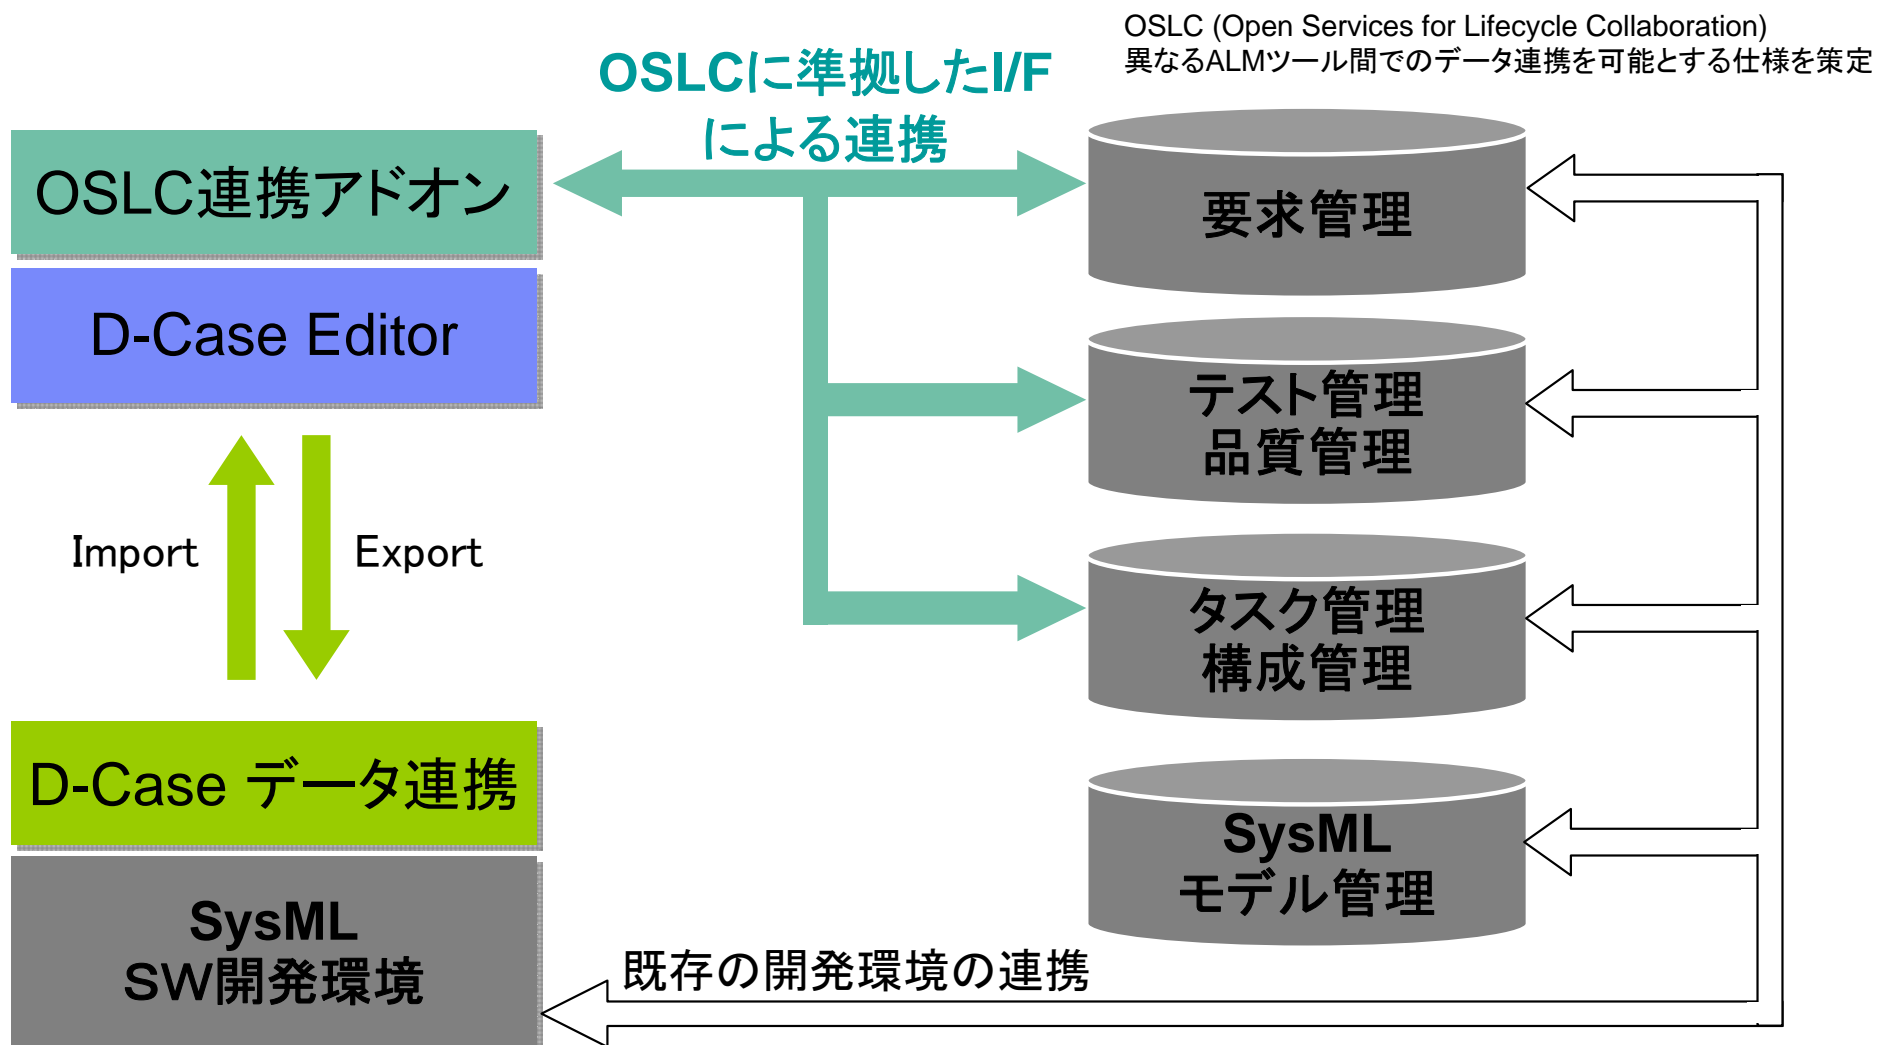 OSLC (Open Services for Lifecycle Collaboration)
異なるALMツール間でのデータ連携を可能とする仕様を策定
OSLCに準拠したI/F
による連携
OSLC連携アドオン
D-Case Editor
Import
Export
D-Case データ連携
SysML
SW開発環境
要求管理
テスト管理
品質管理
タスク管理
構成管理
SysML
モデル管理
既存の開発環境の連携